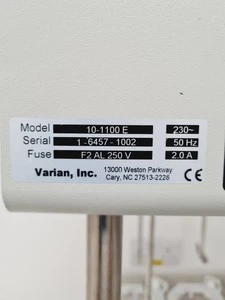 Model 10-1100 E 230~
Serial 1-6457-1002 50 Hz
Fuse F2 AL 250 V 2.0 A
Varian, Inc. 13000 Weston Parkway
Cary, NC 27513-2228 CE